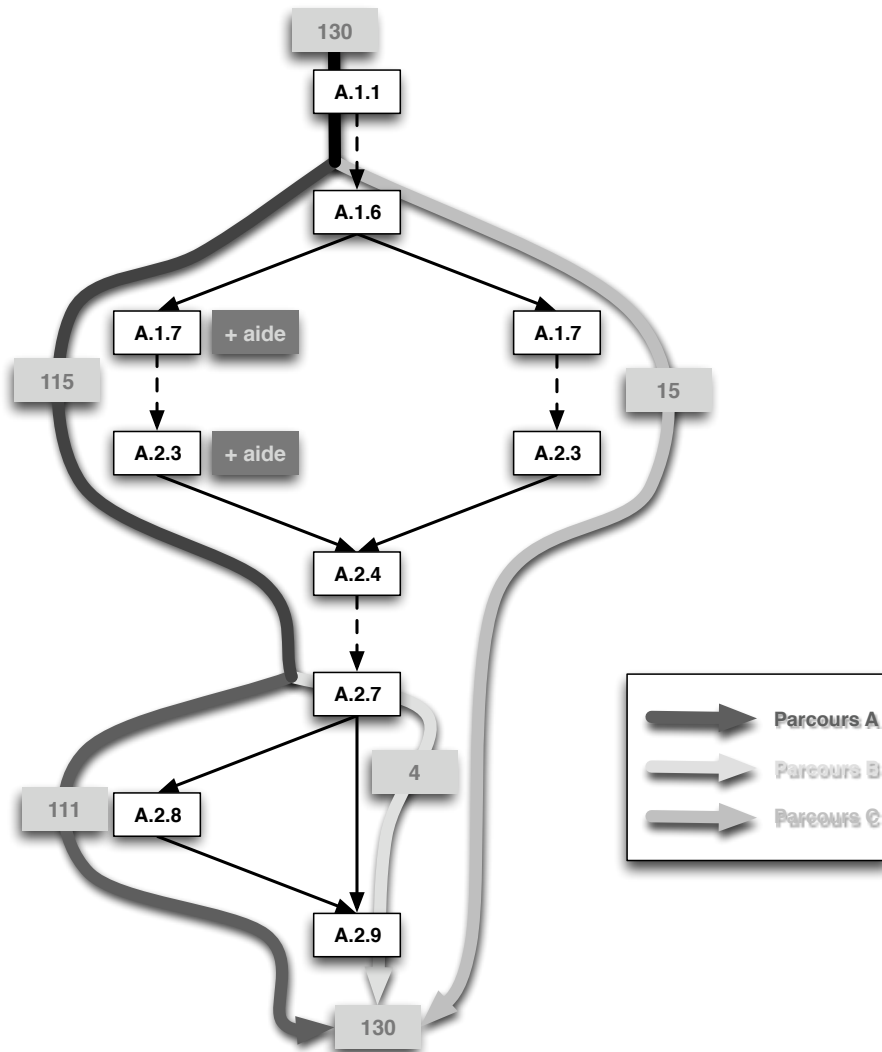 130
A.1.1
A.1.6
A.1.7
+ aide
A.1.7
115
15
A.2.3
+ aide
A.2.3
A.2.4
A.2.7
Parcours A
4
Parcours B
111
A.2.8
Parcours C
A.2.9
130